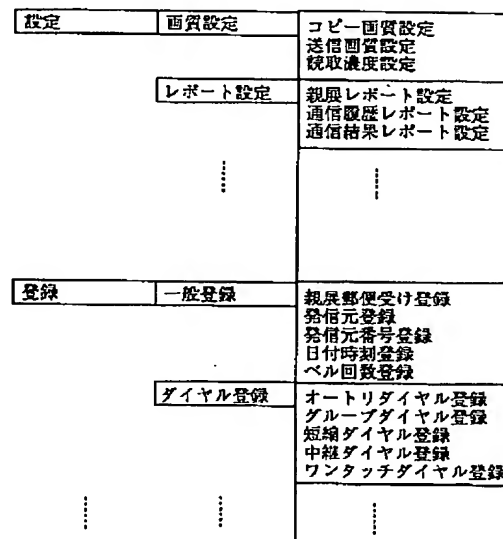 設定
画質設定
コピー画質設定
送信画質設定
読取濃度設定
レポート設定
親展レポート設定
通信履歴レポート設定
通信結果レポート設定
登録
一般登録
親展郵便受け登録
発信元登録
発信元番号登録
日付時刻登録
ベル回数登録
ダイヤル登録
オートリダイヤル登録
グループダイヤル登録
短縮ダイヤル登録
中継ダイヤル登録
ワンタッチダイヤル登録